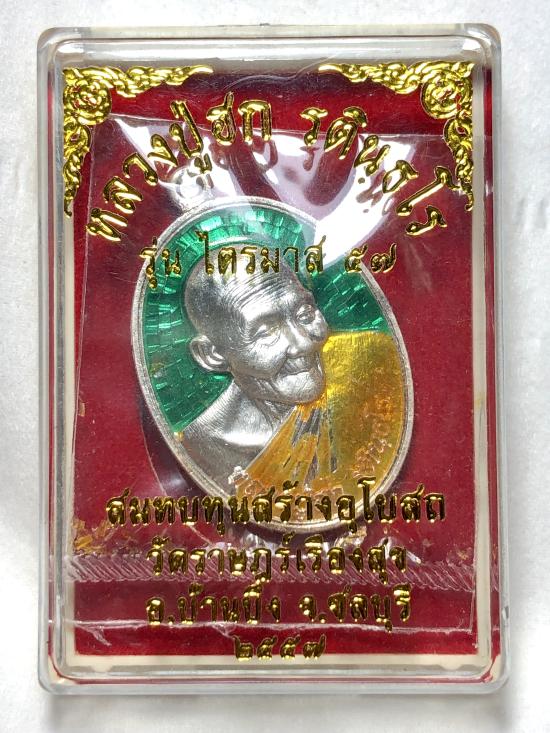 หลวงปู่ฮก รตินฺธโร
รุ่น ไตรมาส ๕๗
สมทบทุนสร้างอุโบสถ
วัดราษฎร์เรืองสุข
อ.บ้านบึง จ.ชลบุรี
๒๕๕๗